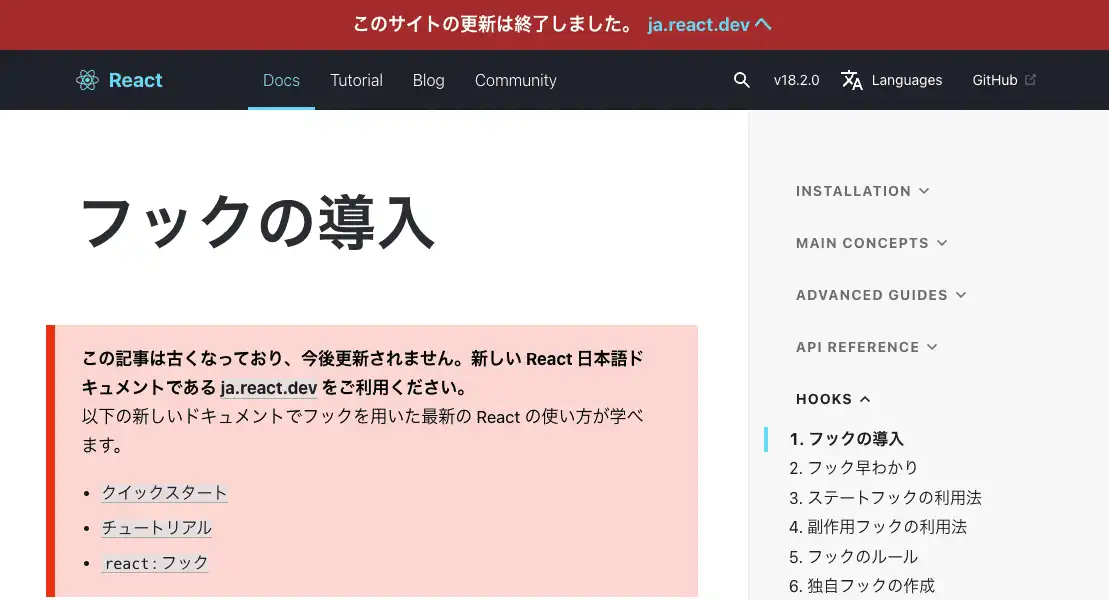 このサイトの更新は終了しました。 ja.react.dev へ
React Docs Tutorial Blog Community v18.2.0 Languages GitHub
フックの導入
この記事は古くなっており、今後更新されません。新しい React 日本語ド
キュメントである ja.react.dev をご利用ください。
以下の新しいドキュメントでフックを用いた最新の React の使い方が学べ
ます。
• クイックスタート
• チュートリアル
• react: フック
INSTALLATION
MAIN CONCEPTS
ADVANCED GUIDES
API REFERENCE
HOOKS
1. フックの導入
2. フック早わかり
3. ステートフックの利用法
4. 副作用フックの利用法
5. フックのルール
6. 独自フックの作成